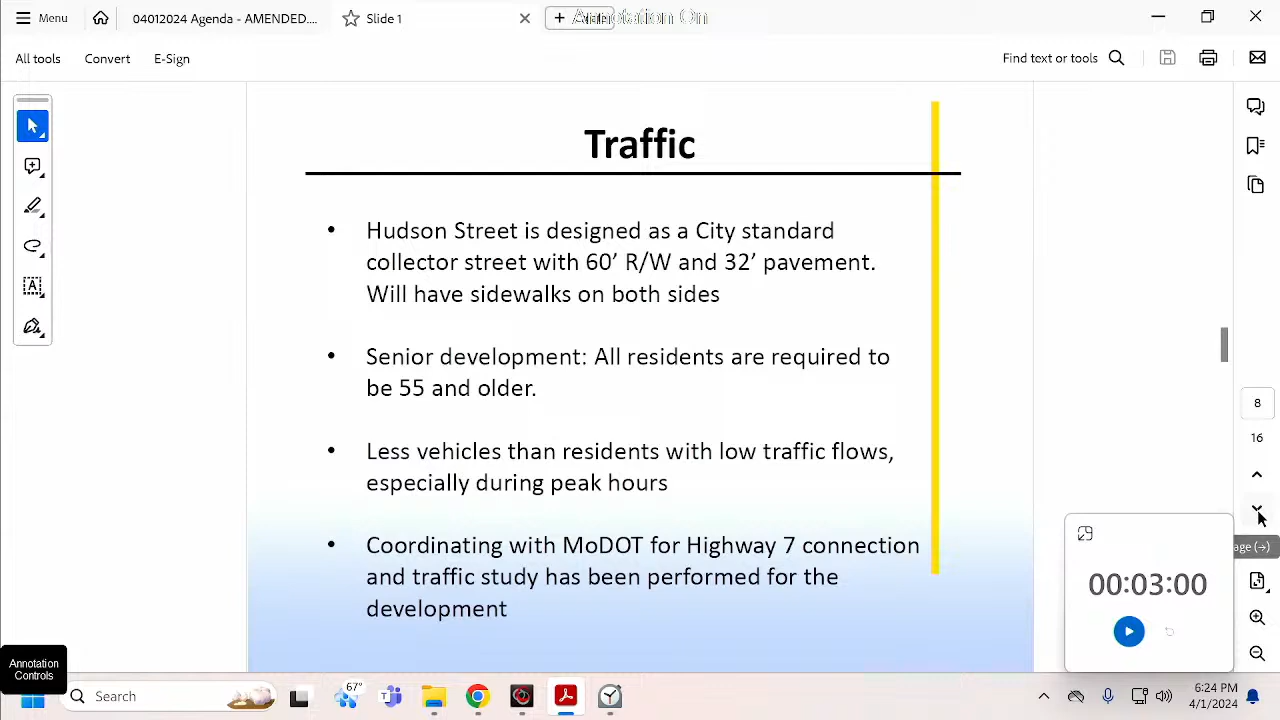 Menu
04012024 Agenda - AMENDED....
Slide 1
Annotation On
All tools
Convert
E-Sign
Find text or tools
Traffic
• Hudson Street is designed as a City standard
collector street with 60’ R/W and 32’ pavement.
Will have sidewalks on both sides
• Senior development: All residents are required to
be 55 and older.
• Less vehicles than residents with low traffic flows,
especially during peak hours
• Coordinating with MoDOT for Highway 7 connection
and traffic study has been performed for the
development
8
16
age (→)
00:03:00
Annotation
Controls
Search
67°
6:24 PM
4/1/2024